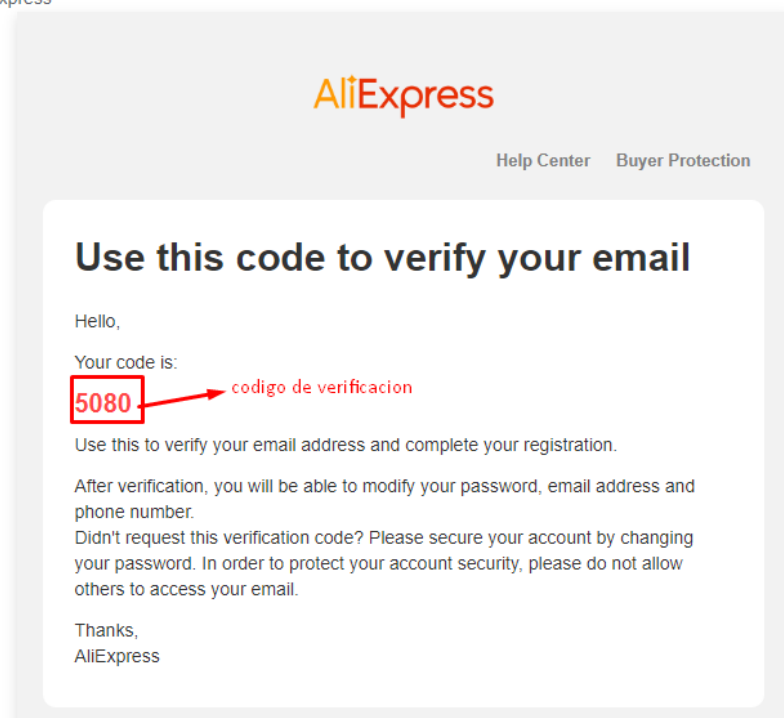 AliExpress
Help Center Buyer Protection
Use this code to verify your email
Hello,
Your code is:
codigo de verificacion
5080
Use this to verify your email address and complete your registration.
After verification, you will be able to modify your password, email address and
phone number.
Didn't request this verification code? Please secure your account by changing
your password. In order to protect your account security, please do not allow
others to access your email.
Thanks,
AliExpress